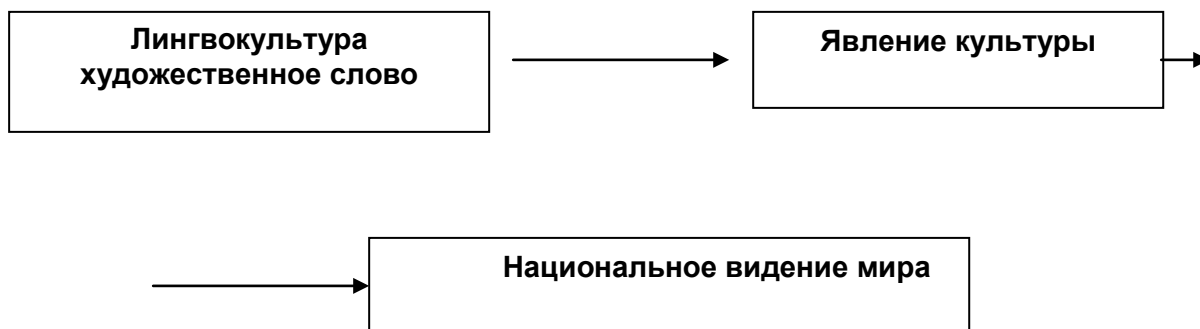 Лингвокультура
художественное слово
Явление культуры
Национальное видение мира